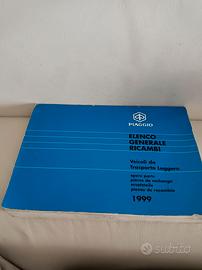 PIAGGIO
ELENCO
GENERALE
RICAMBI
Veicoli da
Trasporto Leggero
spare parts
pièces de rechange
ersatzteile
piezas de recambio
1999
subito